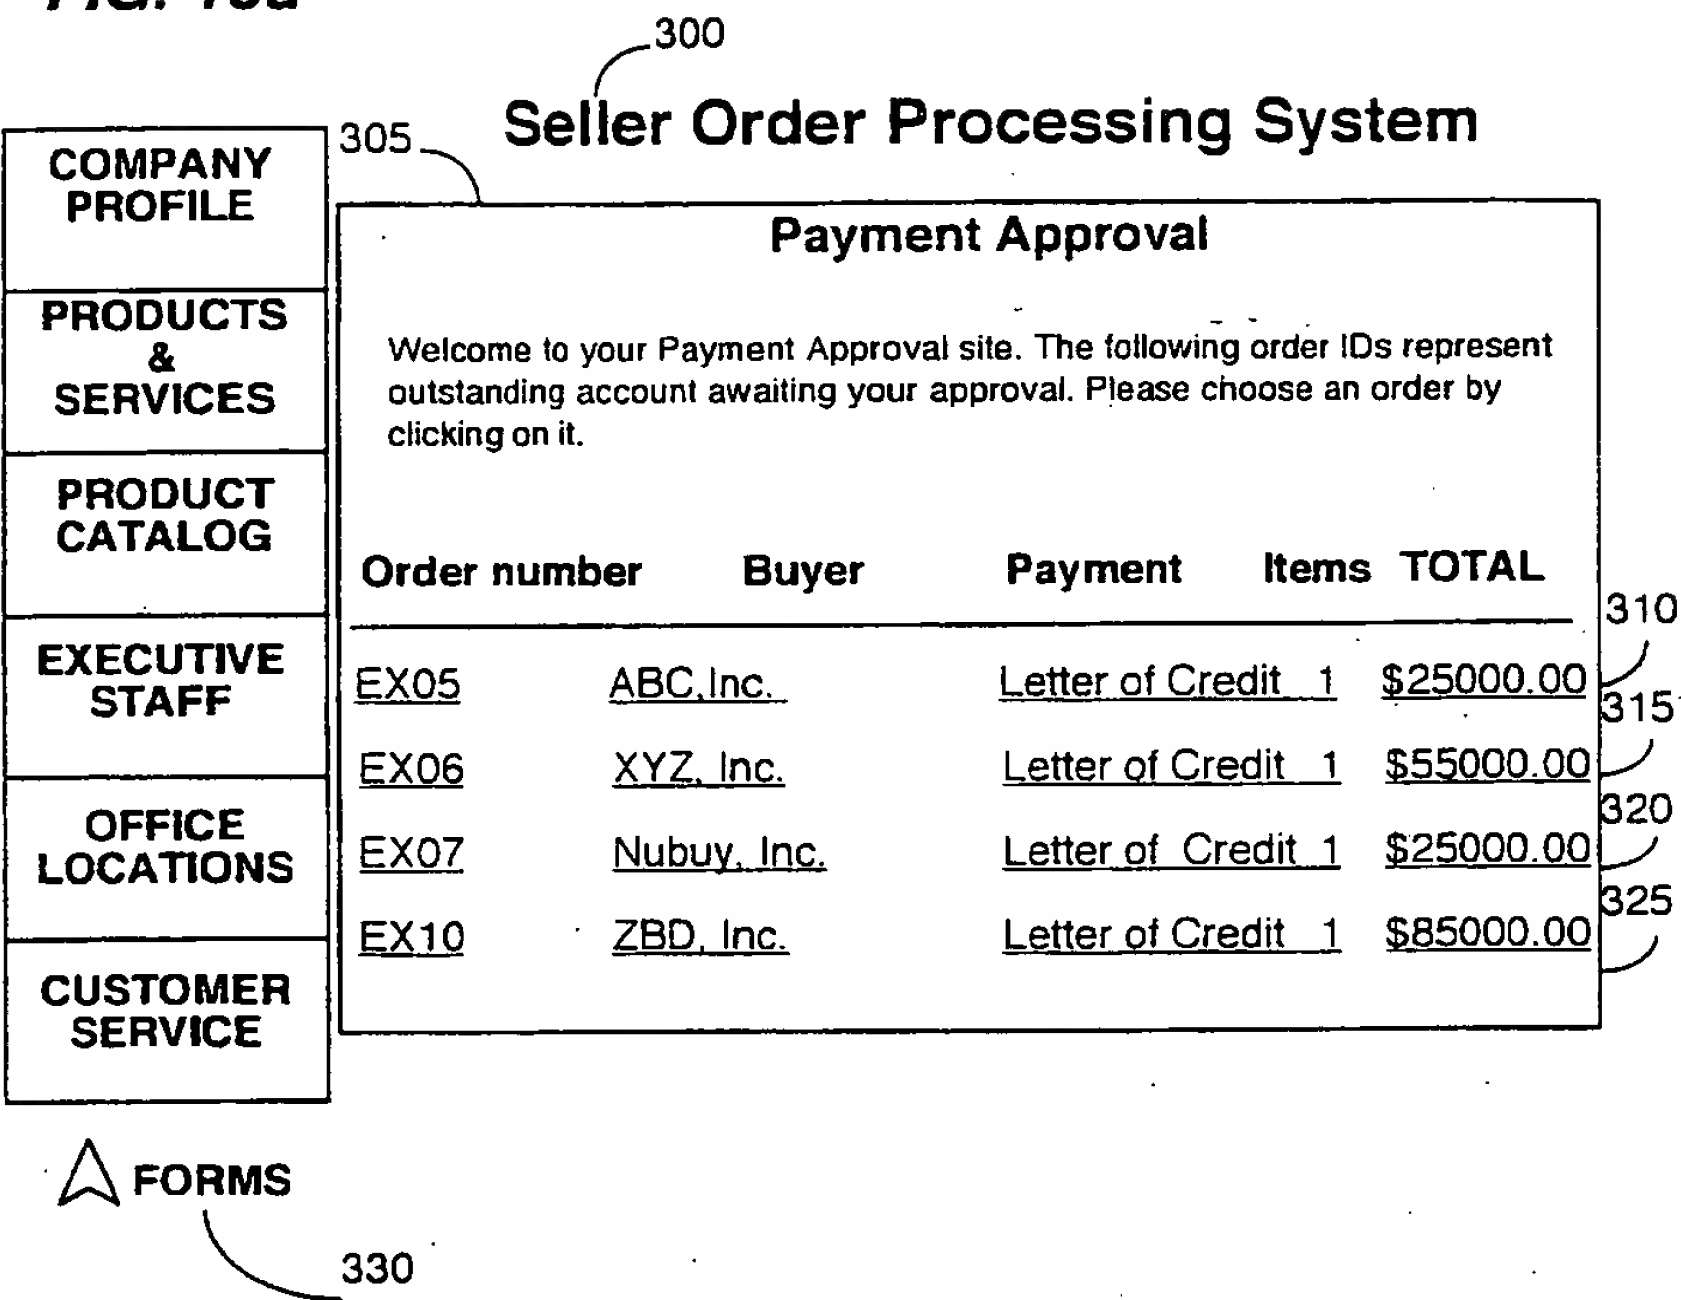 300
Seller Order Processing System
305
COMPANY
PROFILE
PRODUCTS
&
SERVICES
PRODUCT
CATALOG
EXECUTIVE
STAFF
OFFICE
LOCATIONS
CUSTOMER
SERVICE
Payment Approval
Welcome to your Payment Approval site. The following order IDs represent
outstanding account awaiting your approval. Please choose an order by
clicking on it.
Order number Buyer Payment Items TOTAL
310
EX05 ABC,Inc. Letter of Credit 1 $25000.00
315
EX06 XYZ, Inc. Letter of Credit 1 $55000.00
320
EX07 Nubuy, Inc. Letter of Credit 1 $25000.00
325
EX10 ZBD, Inc. Letter of Credit 1 $85000.00
FORMS
330